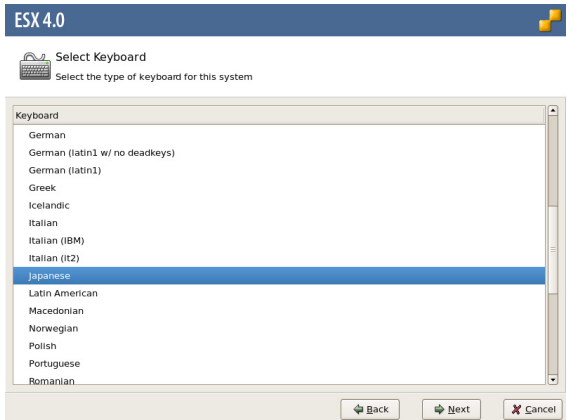 ESX 4.0
Select Keyboard
Select the type of keyboard for this system
Keyboard
German
German (latin1 w/ no deadkeys)
German (latin1)
Greek
Icelandic
Italian
Italian (IBM)
Italian (it2)
Japanese
Latin American
Macedonian
Norwegian
Polish
Portuguese
Romanian
Back Next Cancel